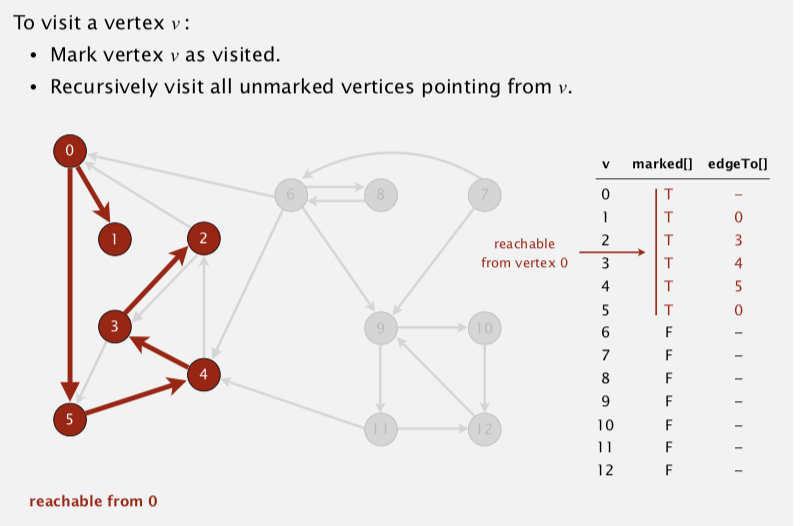 To visit a vertex v :
• Mark vertex v as visited.
• Recursively visit all unmarked vertices pointing from v.
0
6
8
7
1
2
3
9
10
4
5
11
12
v marked[] edgeTo[]
0 T –
1 T 0
2 T 3
3 T 4
4 T 5
5 T 0
6 F –
7 F –
8 F –
9 F –
10 F –
11 F –
12 F –
reachable
from vertex 0
reachable from 0